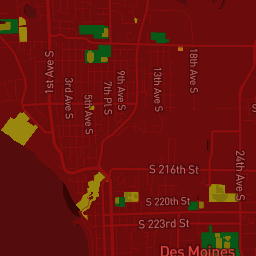 1st Ave S
3rd Ave S
5th Ave S
7th Pl S
9th Ave S
13th Ave S
18th Ave S
24th Ave S
S 216th St
S 220th St
S 223rd St
Des Moines